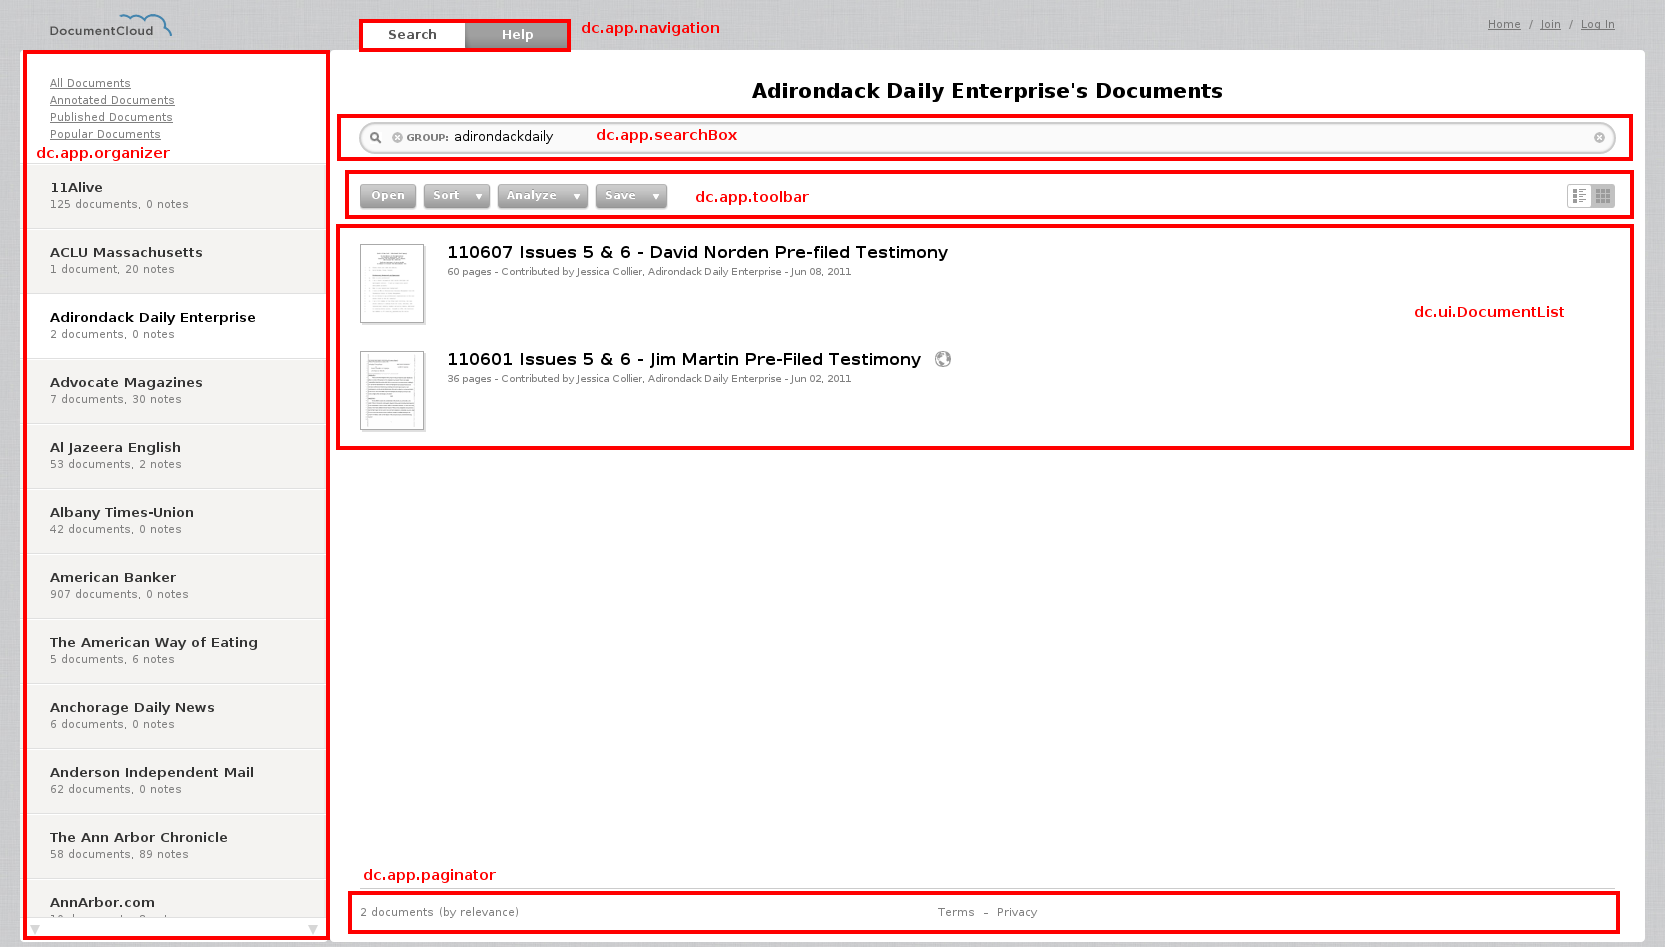 DocumentCloud
Search
Help
dc.app.navigation
Home / Join / Log In
All Documents
Annotated Documents
Published Documents
Popular Documents
dc.app.organizer
11Alive
125 documents, 0 notes
ACLU Massachusetts
1 document, 20 notes
Adirondack Daily Enterprise
2 documents, 0 notes
Advocate Magazines
7 documents, 30 notes
Al Jazeera English
53 documents, 2 notes
Albany Times-Union
42 documents, 0 notes
American Banker
907 documents, 0 notes
The American Way of Eating
5 documents, 6 notes
Anchorage Daily News
6 documents, 0 notes
Anderson Independent Mail
62 documents, 0 notes
The Ann Arbor Chronicle
58 documents, 89 notes
AnnArbor.com
Adirondack Daily Enterprise's Documents
GROUP: adirondackdaily
dc.app.searchBox
Open
Sort
Analyze
Save
dc.app.toolbar
110607 Issues 5 & 6 - David Norden Pre-filed Testimony
60 pages - Contributed by Jessica Collier, Adirondack Daily Enterprise - Jun 08, 2011
dc.ui.DocumentList
110601 Issues 5 & 6 - Jim Martin Pre-Filed Testimony
36 pages - Contributed by Jessica Collier, Adirondack Daily Enterprise - Jun 02, 2011
dc.app.paginator
2 documents (by relevance)
Terms - Privacy